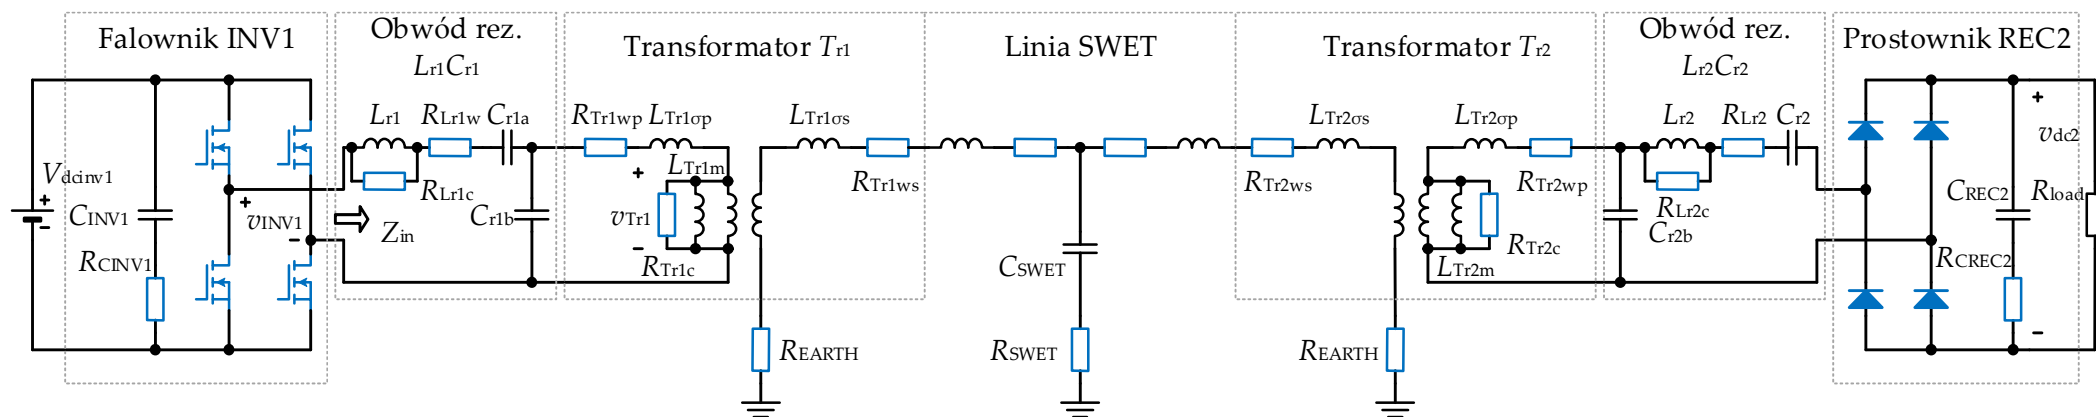 Falownik INV1
Obwód rez.
Lr1Cr1
Transformator Tr1
Linia SWET
Transformator Tr2
Obwód rez.
Lr2Cr2
Prostownik REC2
Lr1
RLr1w
Cr1a
RTr1wp
LTr1σp
LTr1σs
LTr2σs
LTr2σp
Lr2
RLr2
Cr2
+
vdc2
Vdcinv1
+
-
CINV1
RCINV1
+
vINV1
-
RLr1c
Zin
Cr1b
+
vTr1
-
LTr1m
RTr1c
RTr1ws
CSWET
RTr2ws
RTr2wp
RLr2c
Cr2b
RTr2c
LTr2m
CREC2
Rload
RCREC2
-
REARTH
RSWET
REARTH